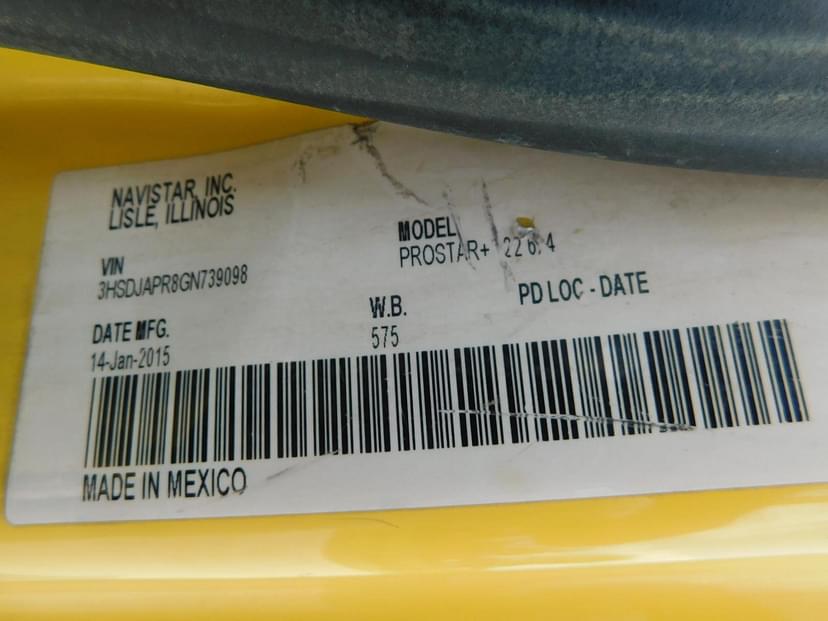 NAVISTAR, INC.
LISLE, ILLINOIS
VIN
3HSDJAPR8GN739098
MODEL
PROSTAR+
DATE MFG.
14-Jan-2015
W.B.
575
PD LOC - DATE
MADE IN MEXICO